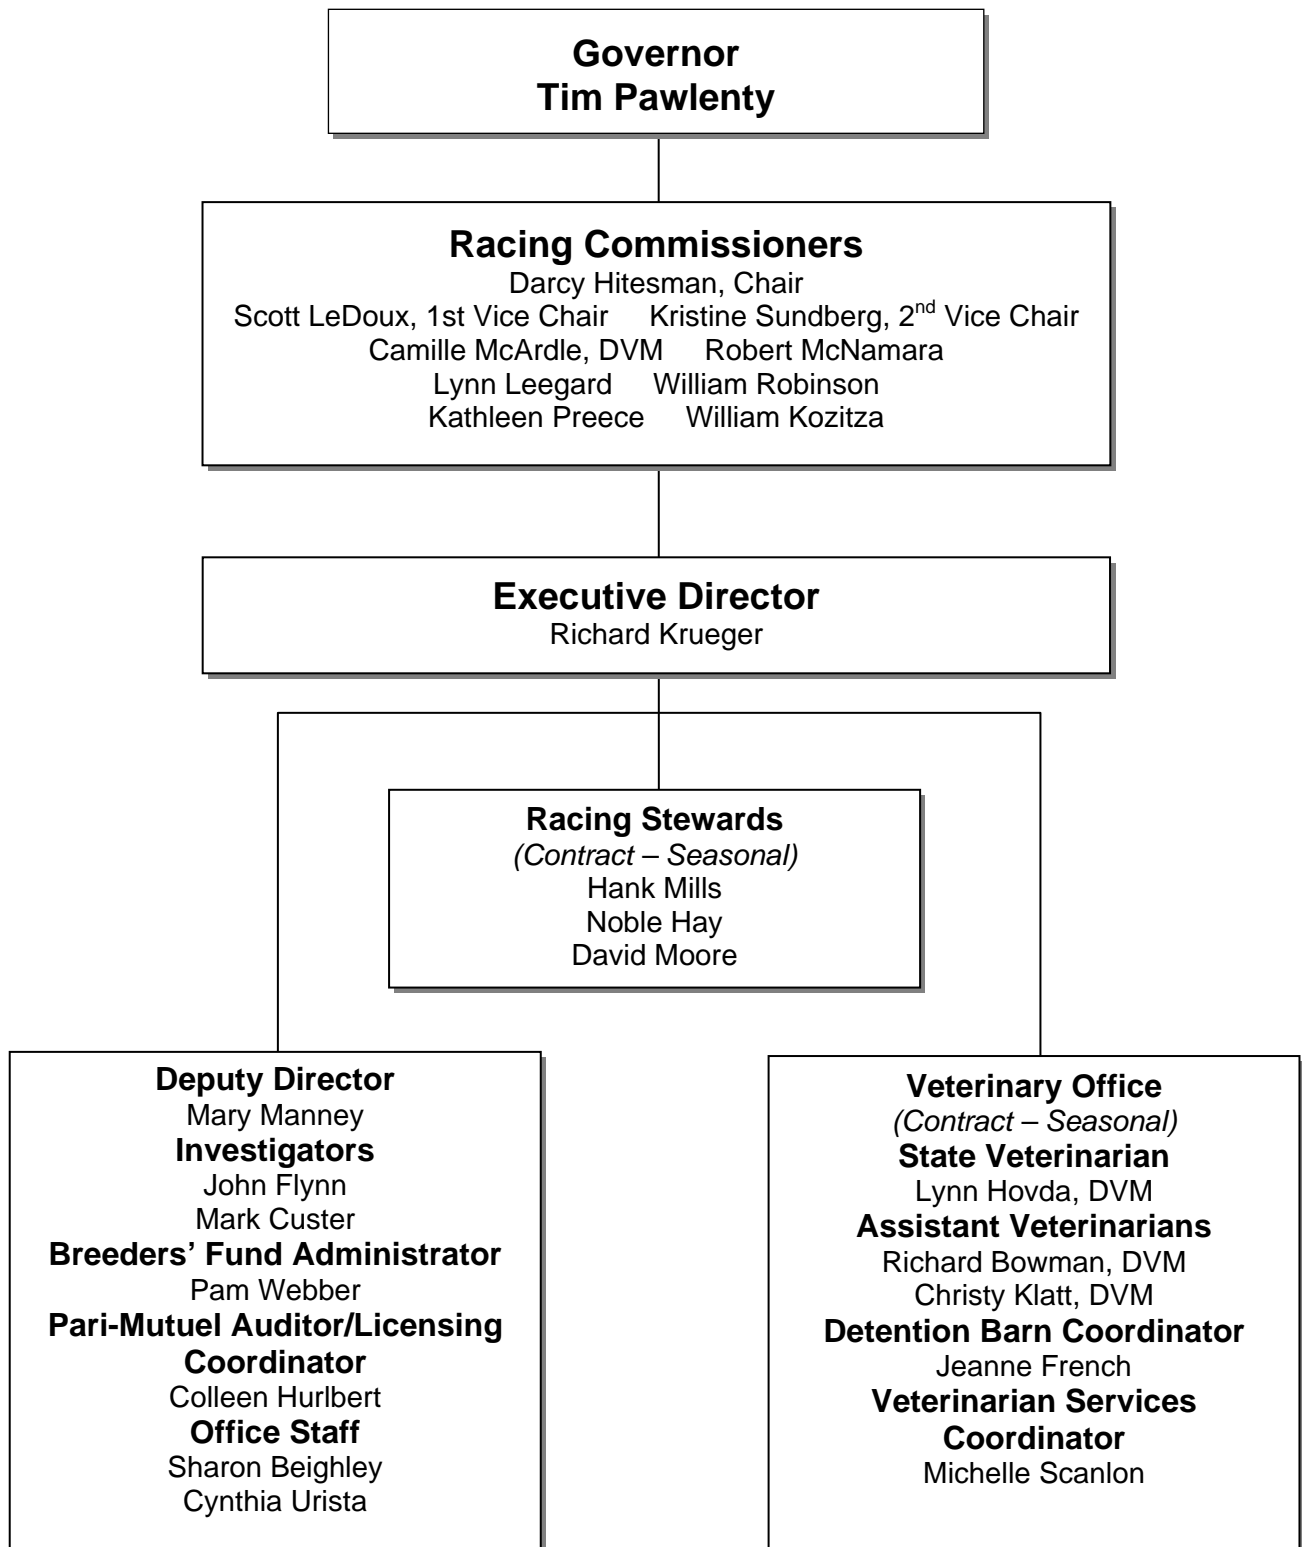 Governor
Tim Pawlenty
Racing Commissioners
Darcy Hitesman, Chair
Scott LeDoux, 1st Vice Chair Kristine Sundberg, 2nd Vice Chair
Camille McArdle, DVM Robert McNamara
Lynn Leegard William Robinson
Kathleen Preece William Kozitza
Executive Director
Richard Krueger
Racing Stewards
(Contract – Seasonal)
Hank Mills
Noble Hay
David Moore
Deputy Director
Mary Manney
Investigators
John Flynn
Mark Custer
Breeders’ Fund Administrator
Pam Webber
Pari-Mutuel Auditor/Licensing
Coordinator
Colleen Hurlbert
Office Staff
Sharon Beighley
Cynthia Urista
Veterinary Office
(Contract – Seasonal)
State Veterinarian
Lynn Hovda, DVM
Assistant Veterinarians
Richard Bowman, DVM
Christy Klatt, DVM
Detention Barn Coordinator
Jeanne French
Veterinarian Services
Coordinator
Michelle Scanlon